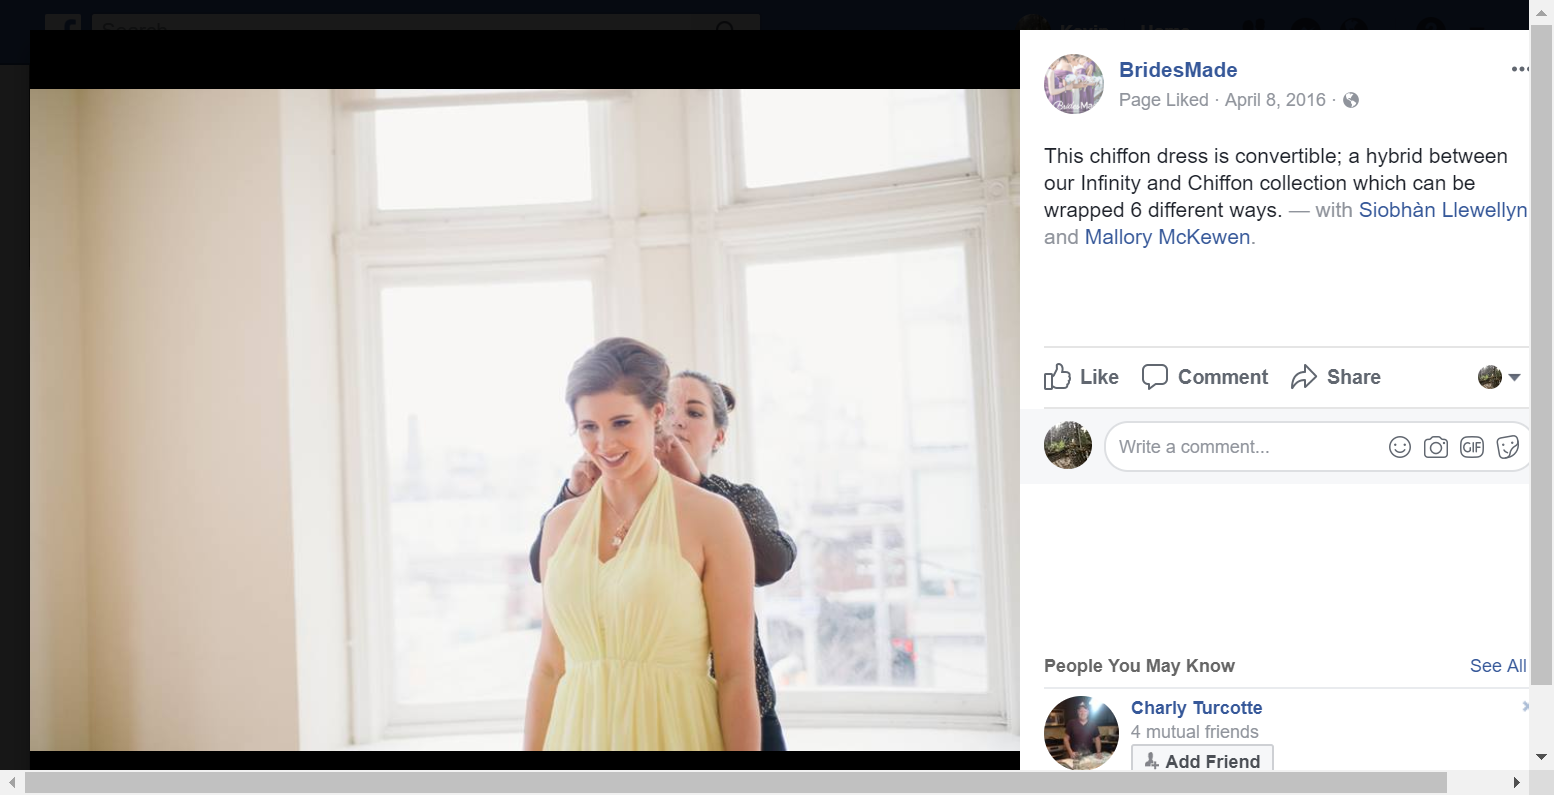 Search
BridesMade
Page Liked · April 8, 2016 ·
This chiffon dress is convertible; a hybrid between
our Infinity and Chiffon collection which can be
wrapped 6 different ways. — with Siobhàn Llewellyn
and Mallory McKewen.
Like Comment Share
Write a comment...
GIF
People You May Know
See All
Charly Turcotte
4 mutual friends
Add Friend